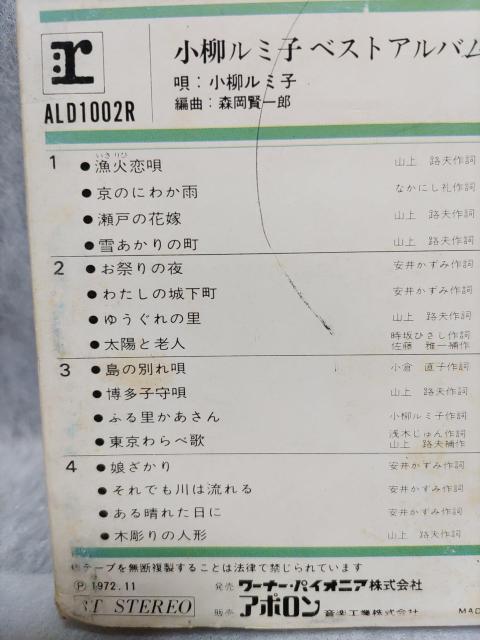 r
ALD1002R
小柳ルミ子 ベストアルバム
唄：小柳ルミ子
編曲：森岡賢一郎
いさりび
1 ●漁火恋唄 山上 路夫作詞
●京のにわか雨 なかにし礼作詞
●瀬戸の花嫁 山上 路夫作詞
●雪あかりの町 山上 路夫作詞
2 ●お祭りの夜 安井かずみ作詞
●わたしの城下町 安井かずみ作詞
●ゆうぐれの里 山上 路夫作詞
●太陽と老人 時坂ひさし作詞
佐藤 雅一補作
3 ●島の別れ唄 小倉 直子作詞
●博多子守唄 山上 路夫作詞
●ふる里かあさん 小柳ルミ子作詞
●東京わらべ歌 浅木じゅん作詞
山上 路夫補作
4 ●娘ざかり 安井かずみ作詞
●それでも川は流れる 安井かずみ作詞
●ある晴れた日に 安井かずみ作詞
●木彫りの人形 山上 路夫作詞
テープを無断複製することは法律で禁じられています
Ⓟ 1972.11 発売 ワーナー・パイオニア株式会社
8T STEREO 販売 アポロン 音楽工業株式会社 MAD